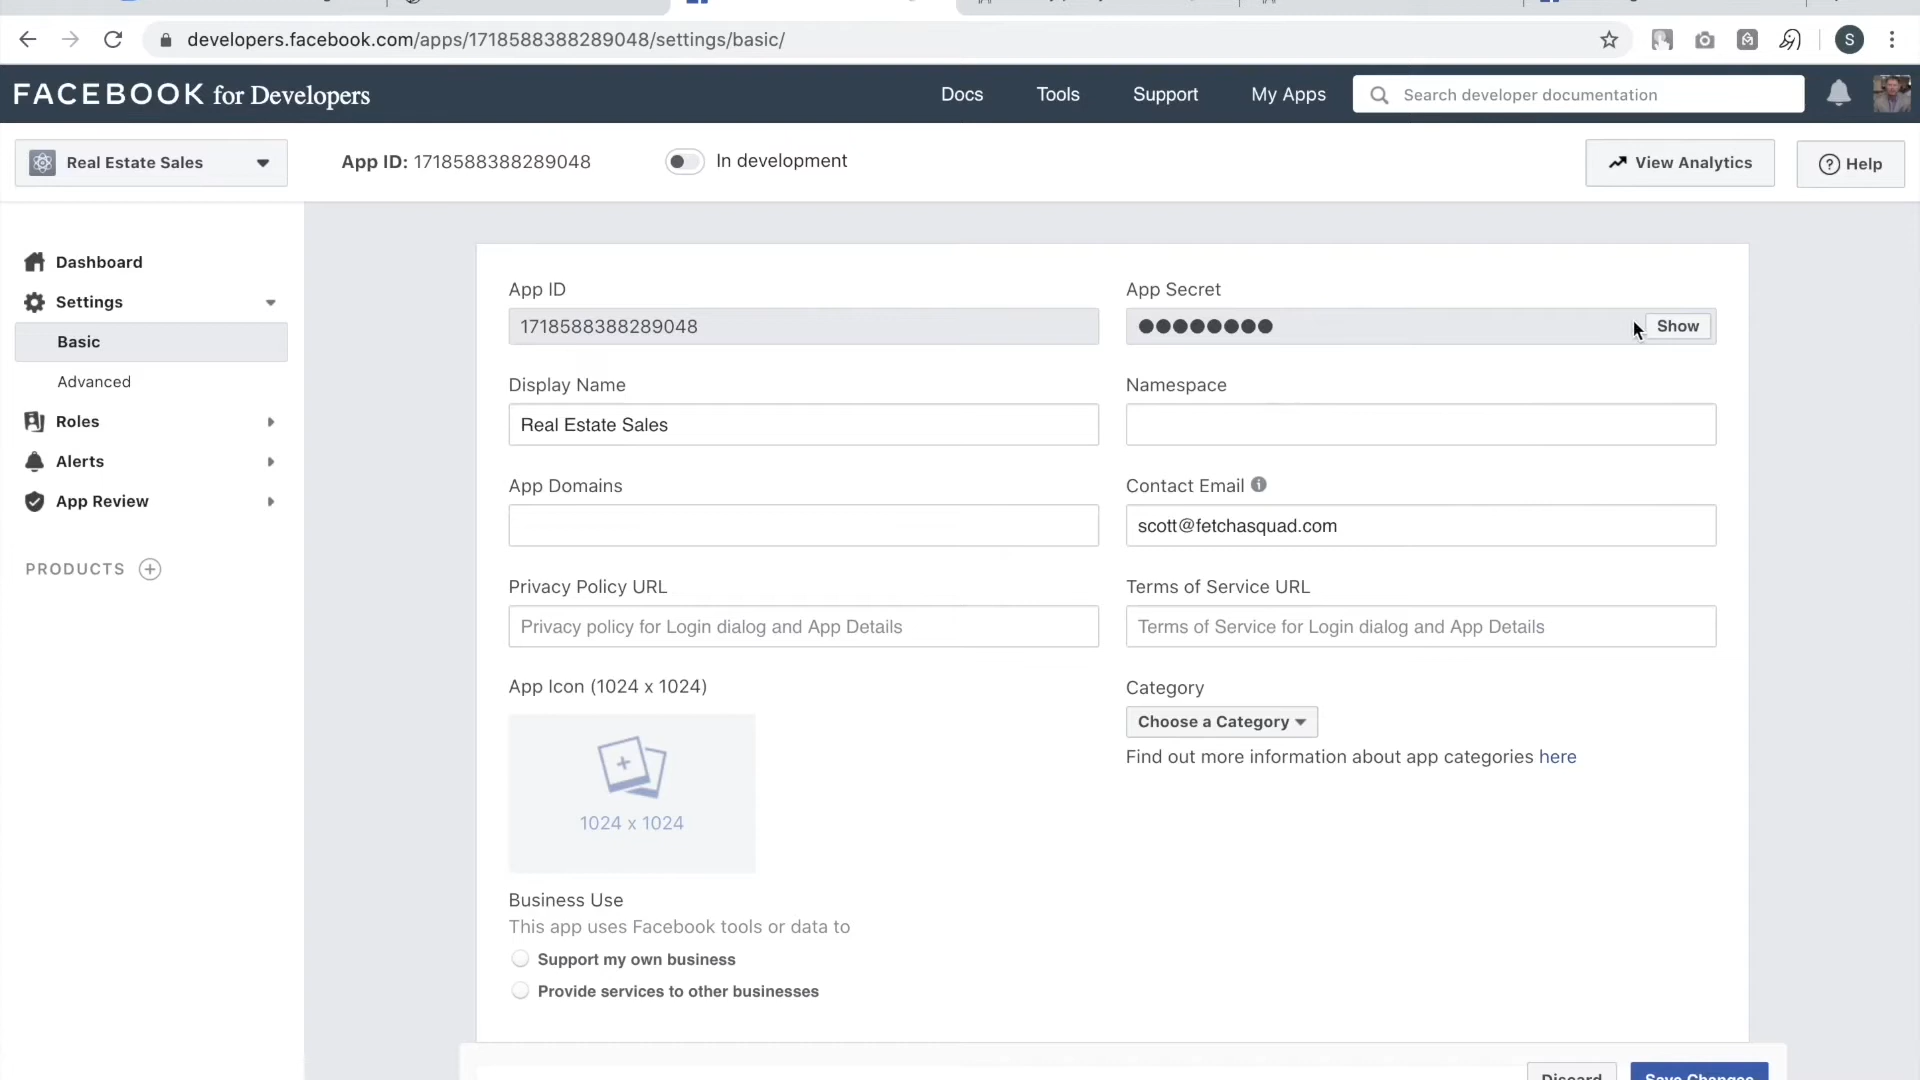 developers.facebook.com/apps/1718588388289048/settings/basic/
S
FACEBOOK for Developers
Docs
Tools
Support
My Apps
Search developer documentation
Real Estate Sales
App ID: 1718588388289048
In development
View Analytics
Help
Dashboard
Settings
Basic
Advanced
Roles
Alerts
App Review
PRODUCTS
App ID
1718588388289048
App Secret
●●●●●●●●
Show
Display Name
Real Estate Sales
Namespace
App Domains
Contact Email
scott@fetchasquad.com
Privacy Policy URL
Privacy policy for Login dialog and App Details
Terms of Service URL
Terms of Service for Login dialog and App Details
App Icon (1024 x 1024)
1024 x 1024
Category
Choose a Category
Find out more information about app categories here
Business Use
This app uses Facebook tools or data to
Support my own business
Provide services to other businesses
Discard
Save Changes